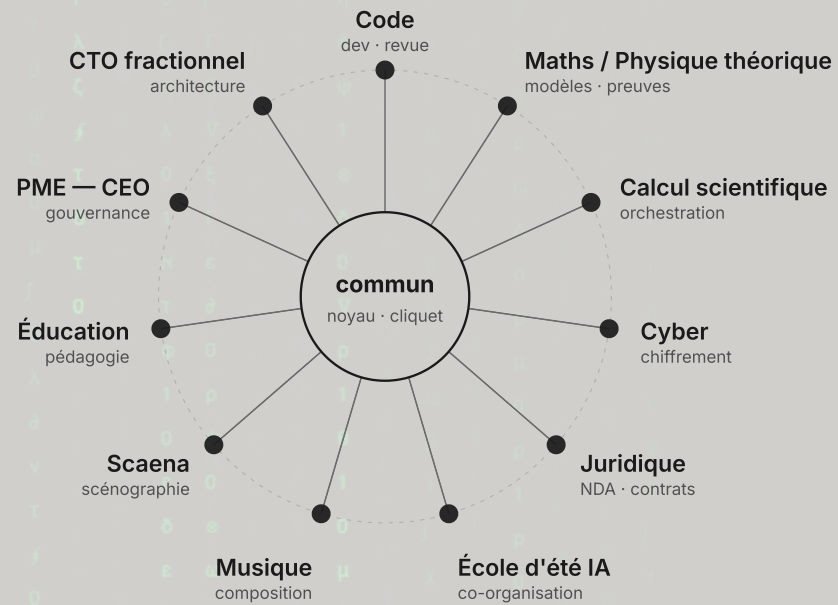 Code
dev · revue
CTO fractionnel
architecture
Maths / Physique théorique
modèles · preuves
PME — CEO
gouvernance
Calcul scientifique
orchestration
commun
noyau · cliquet
Éducation
pédagogie
Cyber
chiffrement
Scaena
scénographie
Juridique
NDA · contrats
Musique
composition
École d'été IA
co-organisation